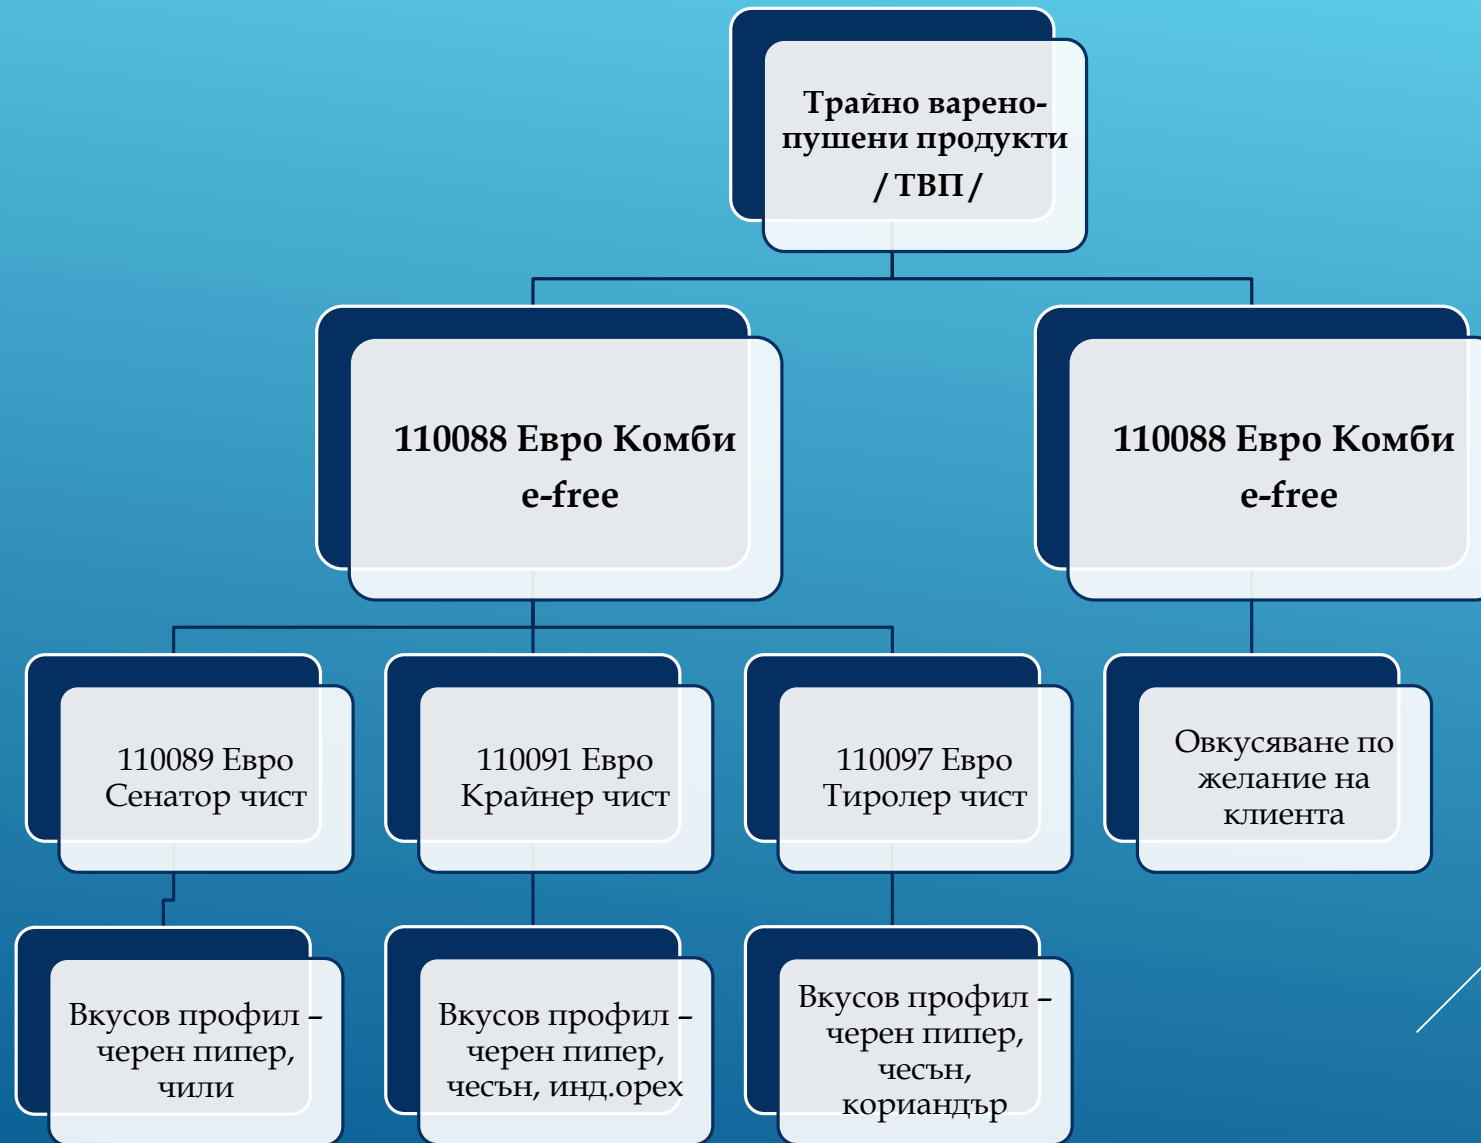 Трайно варено-
пушени продукти
/ТВП/
110088 Евро Комби
e-free
110088 Евро Комби
e-free
110089 Евро
Сенатор чист
110091 Евро
Крайнер чист
110097 Евро
Тиролер чист
Овкусяване по
желание на
клиента
Вкусов профил –
черен пипер,
чили
Вкусов профил –
черен пипер,
чесън, инд.орех
Вкусов профил –
черен пипер,
чесън,
кориандър